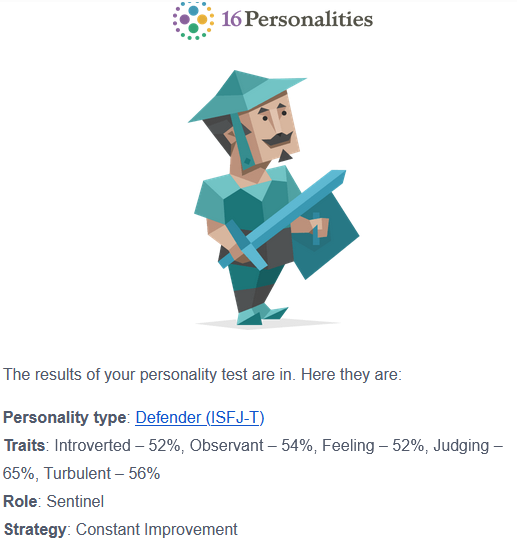 16Personalities
The results of your personality test are in. Here they are:
Personality type: Defender (ISFJ-T)
Traits: Introverted – 52%, Observant – 54%, Feeling – 52%, Judging –
65%, Turbulent – 56%
Role: Sentinel
Strategy: Constant Improvement